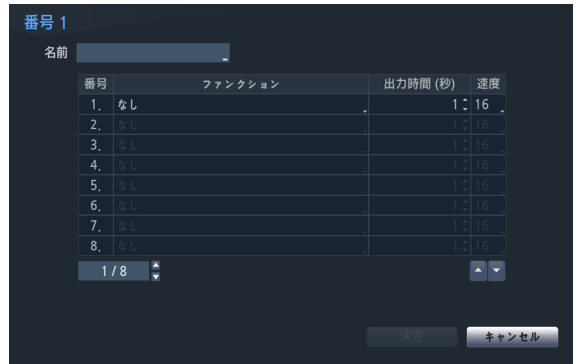 番号 1
名前
番号 ファンクション 出力時間 (秒) 速度
1. なし 1 16
2. なし 1 16
3. なし 1 16
4. なし 1 16
5. なし 1 16
6. なし 1 16
7. なし 1 16
8. なし 1 16
1 / 8
決定 キャンセル